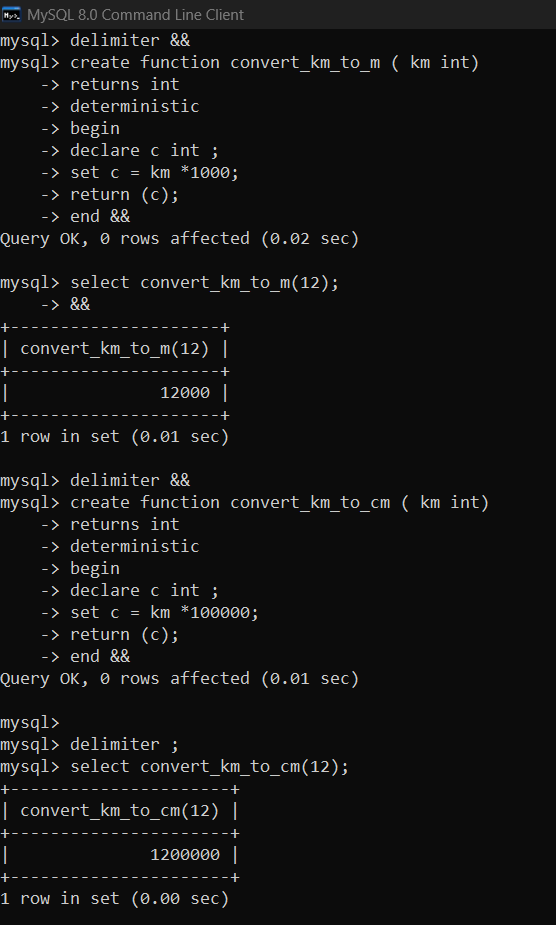 MySQL 8.0 Command Line Client
mysql> delimiter &&
mysql> create function convert_km_to_m ( km int)
    -> returns int
    -> deterministic
    -> begin
    -> declare c int ;
    -> set c = km *1000;
    -> return (c);
    -> end &&
Query OK, 0 rows affected (0.02 sec)

mysql> select convert_km_to_m(12);
    -> &&
+---------------------+
| convert_km_to_m(12) |
+---------------------+
|               12000 |
+---------------------+
1 row in set (0.01 sec)

mysql> delimiter &&
mysql> create function convert_km_to_cm ( km int)
    -> returns int
    -> deterministic
    -> begin
    -> declare c int ;
    -> set c = km *100000;
    -> return (c);
    -> end &&
Query OK, 0 rows affected (0.01 sec)

mysql>
mysql> delimiter ;
mysql> select convert_km_to_cm(12);
+----------------------+
| convert_km_to_cm(12) |
+----------------------+
|              1200000 |
+----------------------+
1 row in set (0.00 sec)